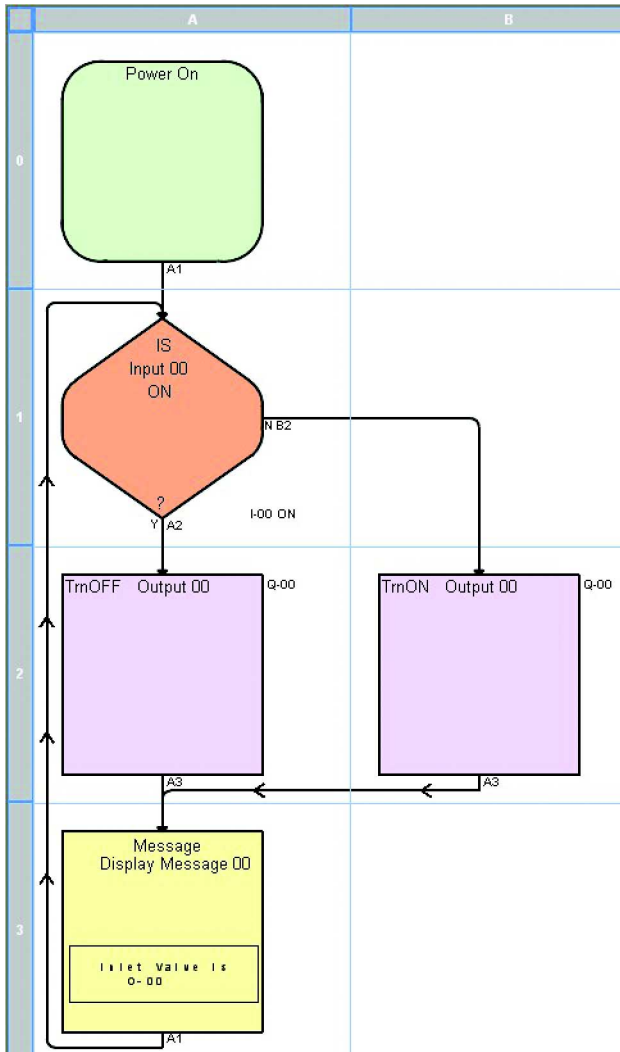 A B
0
Power On
A1
1
IS
Input 00
ON
?
N B2
Y A2
I-00 ON
2
TrnOFF Output 00 Q-00
TrnON Output 00 Q-00
A3
A3
3
Message
Display Message 00
Inlet Value Is
0-00
A1